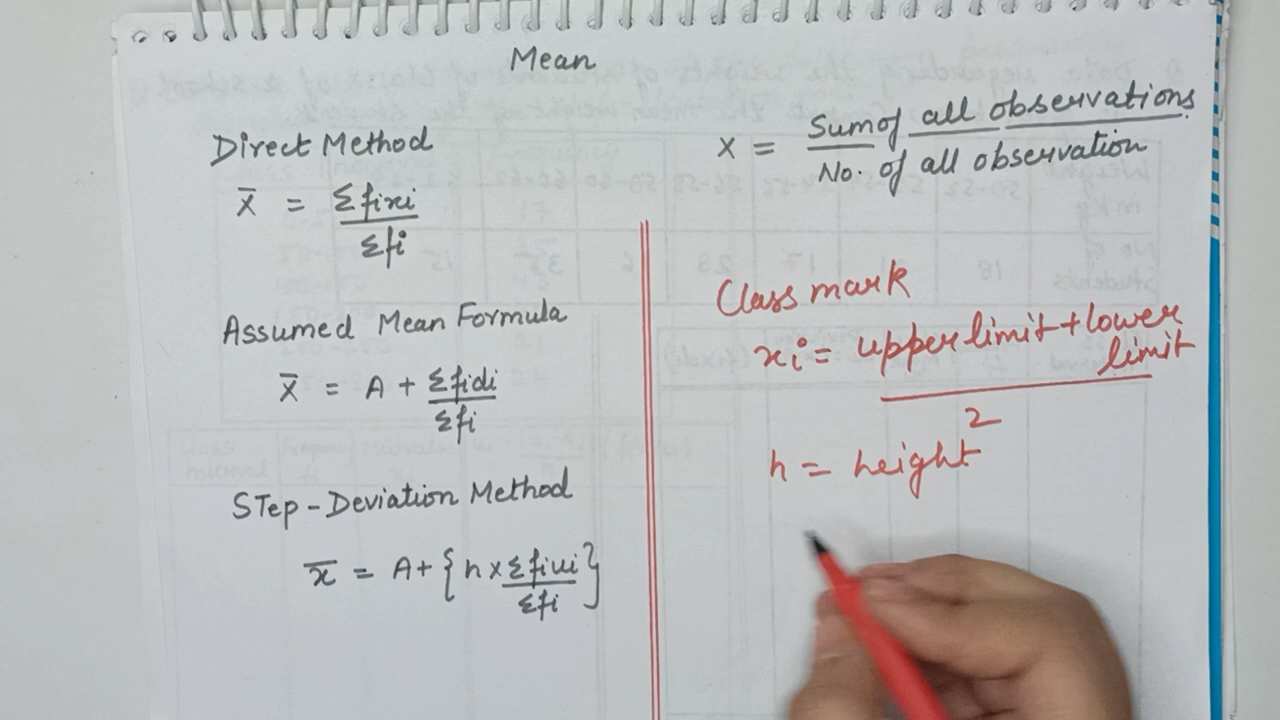 Mean
Direct Method
x̄ = Σfixi / Σfi
Assumed Mean Formula
x̄ = A + Σfidi / Σfi
STep-Deviation Method
x̄ = A+ {h x Σfiui / Σfi}
x = Sum of all observations / No. of all observation
Class mark
xi = upper limit + lower
limit
2
h = height